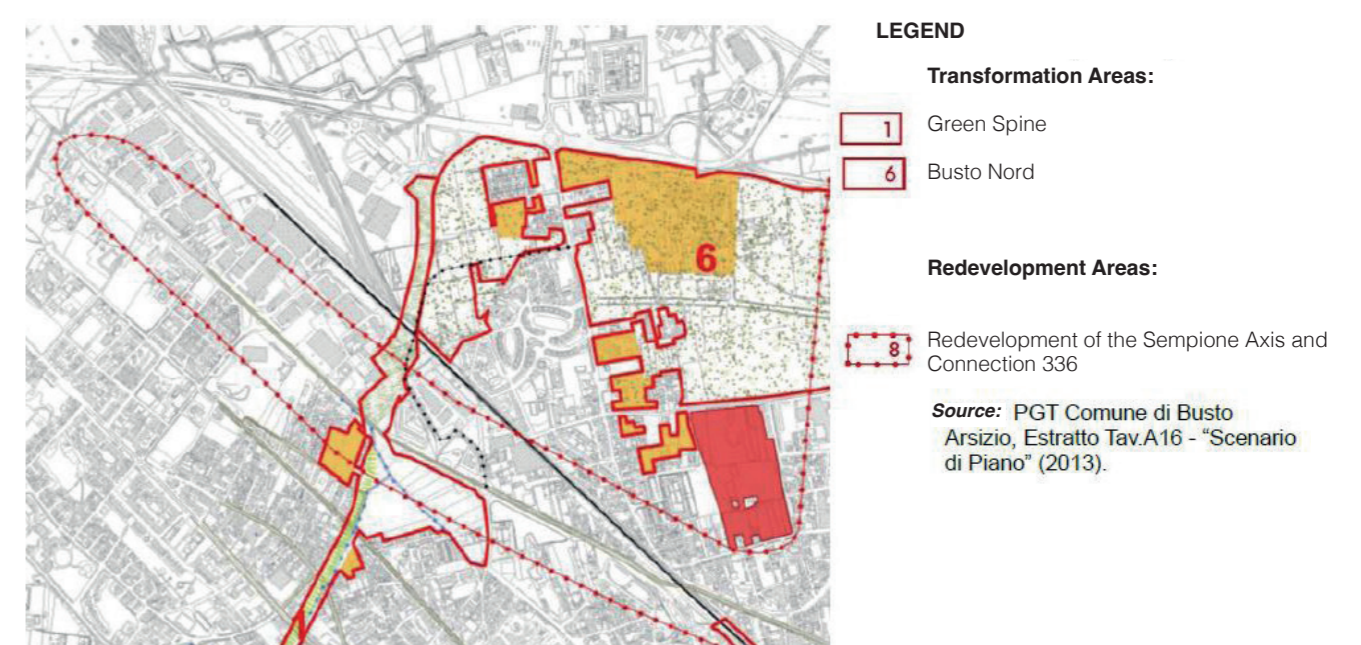 LEGEND
Transformation Areas:
1
Green Spine
6
Busto Nord
6
Redevelopment Areas:
8
Redevelopment of the Sempione Axis and
Connection 336
Source: PGT Comune di Busto
Arsizio, Estratto Tav.A16 - “Scenario
di Piano” (2013).